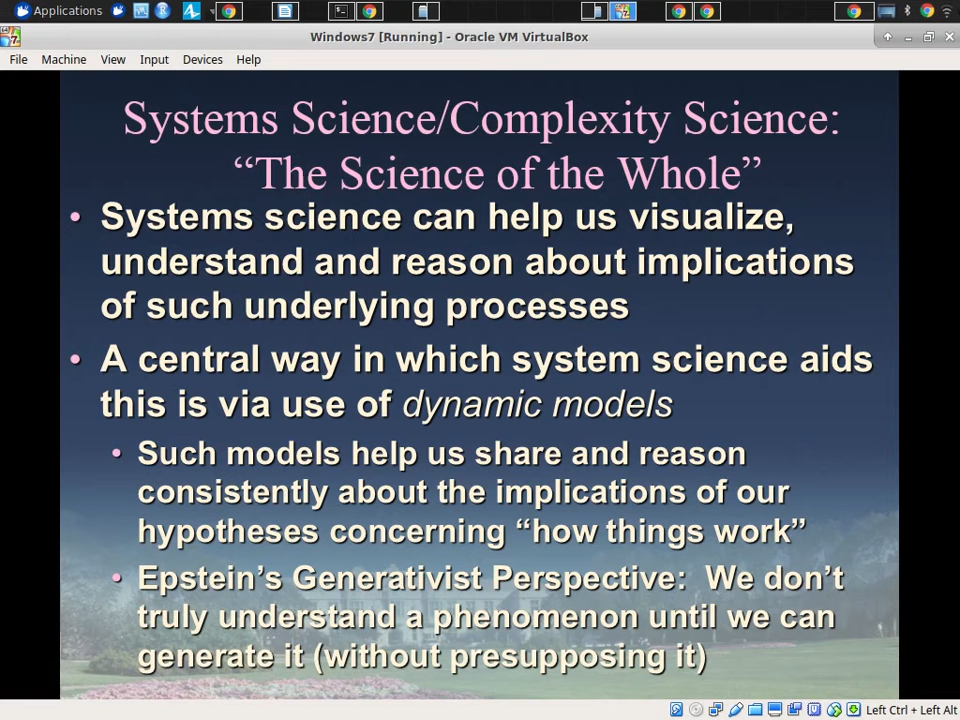 Applications
Windows7 [Running] - Oracle VM VirtualBox
File Machine View Input Devices Help
Systems Science/Complexity Science:
“The Science of the Whole”
• Systems science can help us visualize,
understand and reason about implications
of such underlying processes
• A central way in which system science aids
this is via use of dynamic models
• Such models help us share and reason
consistently about the implications of our
hypotheses concerning “how things work”
• Epstein’s Generativist Perspective: We don’t
truly understand a phenomenon until we can
generate it (without presupposing it)
Left Ctrl + Left Alt